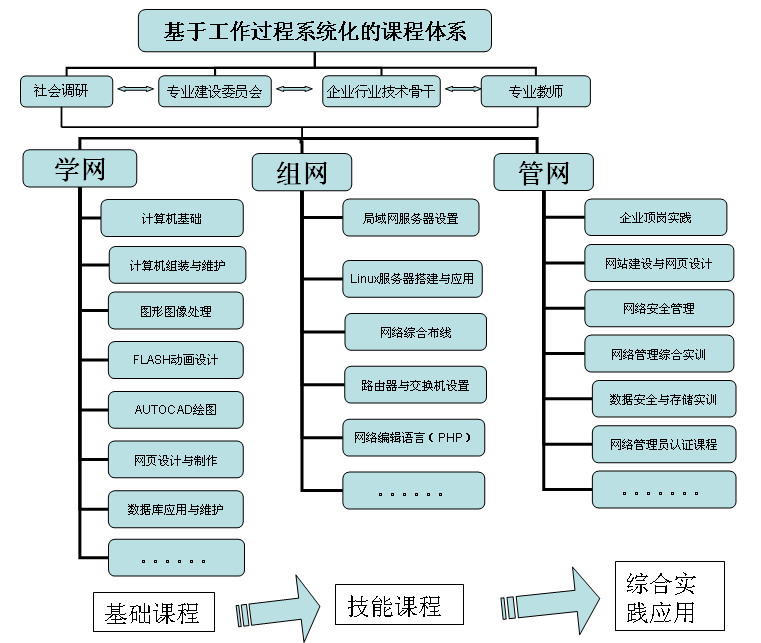 基于工作过程系统化的课程体系
社会调研
专业建设委员会
企业行业技术骨干
专业教师
学网
组网
管网
计算机基础
计算机组装与维护
图形图像处理
FLASH动画设计
AUTOCAD绘图
网页设计与制作
数据库应用与维护
。。。。。。
局域网服务器设置
Linux服务器搭建与应用
网络综合布线
路由器与交换机设置
网络编辑语言(PHP)
。。。。。。
企业顶岗实践
网站建设与网页设计
网络安全管理
网络管理综合实训
数据安全与存储实训
网络管理员认证课程
。。。。。。。
基础课程
技能课程
综合实
践应用